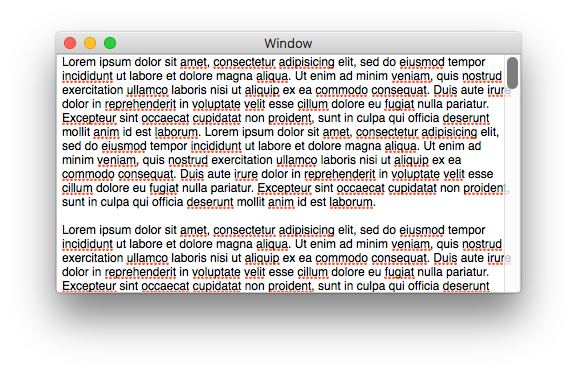 Window
Lorem ipsum dolor sit amet, consectetur adipisicing elit, sed do eiusmod tempor
incididunt ut labore et dolore magna aliqua. Ut enim ad minim veniam, quis nostrud
exercitation ullamco laboris nisi ut aliquip ex ea commodo consequat. Duis aute irure
dolor in reprehenderit in voluptate velit esse cillum dolore eu fugiat nulla pariatur.
Excepteur sint occaecat cupidatat non proident, sunt in culpa qui officia deserunt
mollit anim id est laborum. Lorem ipsum dolor sit amet, consectetur adipisicing elit,
sed do eiusmod tempor incididunt ut labore et dolore magna aliqua. Ut enim ad
minim veniam, quis nostrud exercitation ullamco laboris nisi ut aliquip ex ea
commodo consequat. Duis aute irure dolor in reprehenderit in voluptate velit esse
cillum dolore eu fugiat nulla pariatur. Excepteur sint occaecat cupidatat non proident,
sunt in culpa qui officia deserunt mollit anim id est laborum.
Lorem ipsum dolor sit amet, consectetur adipisicing elit, sed do eiusmod tempor
incididunt ut labore et dolore magna aliqua. Ut enim ad minim veniam, quis nostrud
exercitation ullamco laboris nisi ut aliquip ex ea commodo consequat. Duis aute irure
dolor in reprehenderit in voluptate velit esse cillum dolore eu fugiat nulla pariatur.
Excepteur sint occaecat cupidatat non proident, sunt in culpa qui officia deserunt